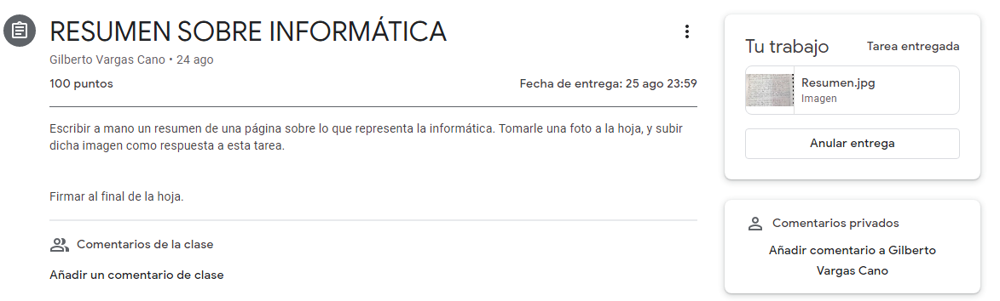 RESUMEN SOBRE INFORMÁTICA
Gilberto Vargas Cano • 24 ago
100 puntos
Fecha de entrega: 25 ago 23:59
Escribir a mano un resumen de una página sobre lo que representa la informática. Tomarle una foto a la hoja, y subir
dicha imagen como respuesta a esta tarea.
Firmar al final de la hoja.
Comentarios de la clase
Añadir un comentario de clase
Tu trabajo
Tarea entregada
Resumen.jpg
Imagen
Anular entrega
Comentarios privados
Añadir comentario a Gilberto
Vargas Cano